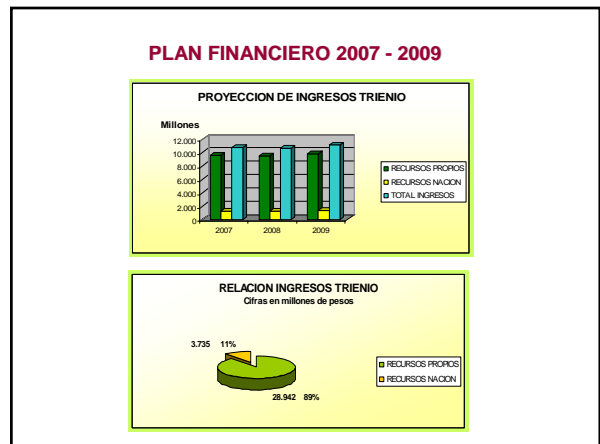 PLAN FINANCIERO 2007 - 2009
PROYECCION DE INGRESOS TRIENIO
Millones
12.000
10.000
8.000
6.000
4.000
2.000
0
2007 2008 2009
RECURSOS PROPIOS
RECURSOS NACION
TOTAL INGRESOS
RELACION INGRESOS TRIENIO
Cifras en millones de pesos
3.735 11%
28.942 89%
RECURSOS PROPIOS
RECURSOS NACION